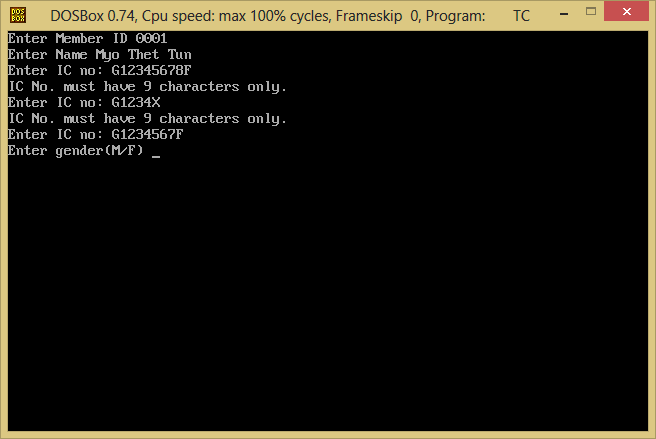 DOS
BOX
DOSBox 0.74, Cpu speed: max 100% cycles, Frameskip 0, Program: TC
Enter Member ID 0001
Enter Name Myo Thet Tun
Enter IC no: G12345678F
IC No. must have 9 characters only.
Enter IC no: G1234X
IC No. must have 9 characters only.
Enter IC no: G1234567F
Enter gender(M/F) _